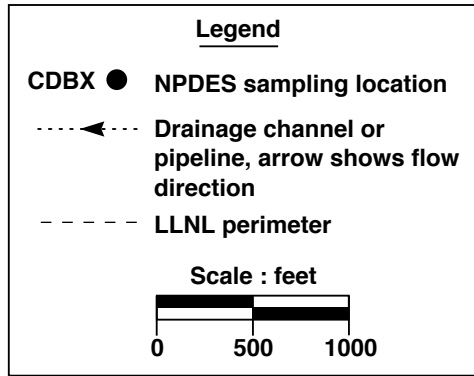 Legend
CDBX ● NPDES sampling location
Drainage channel or
pipeline, arrow shows flow
direction
LLNL perimeter
Scale : feet
0 500 1000